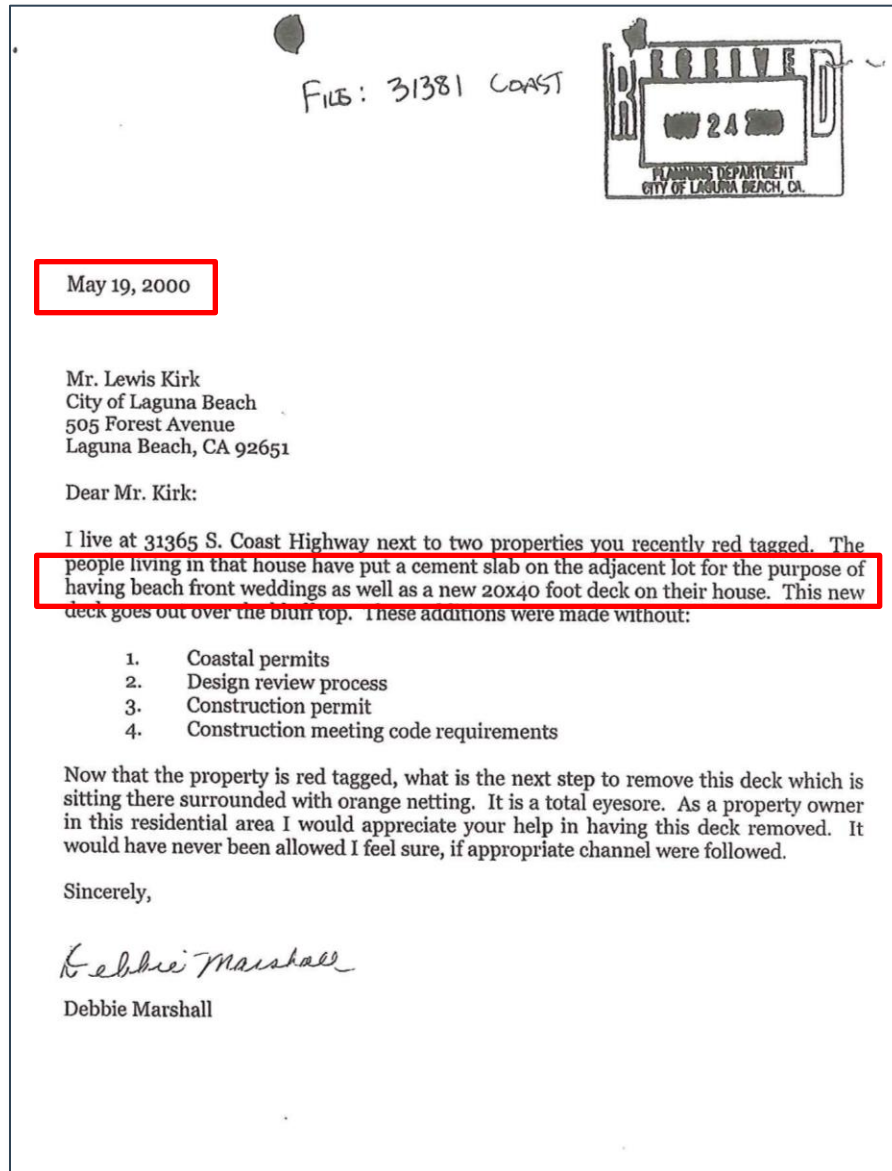 FILE: 31381 COAST
RECEIVED
24
PLANNING DEPARTMENT
CITY OF LAGUNA BEACH, CA.
May 19, 2000
Mr. Lewis Kirk
City of Laguna Beach
505 Forest Avenue
Laguna Beach, CA 92651
Dear Mr. Kirk:
I live at 31365 S. Coast Highway next to two properties you recently red tagged. The
people living in that house have put a cement slab on the adjacent lot for the purpose of
having beach front weddings as well as a new 20x40 foot deck on their house. This new
deck goes out over the bluff top. These additions were made without:
1. Coastal permits
2. Design review process
3. Construction permit
4. Construction meeting code requirements
Now that the property is red tagged, what is the next step to remove this deck which is
sitting there surrounded with orange netting. It is a total eyesore. As a property owner
in this residential area I would appreciate your help in having this deck removed. It
would have never been allowed I feel sure, if appropriate channel were followed.
Sincerely,
Debbie Marshall
Debbie Marshall